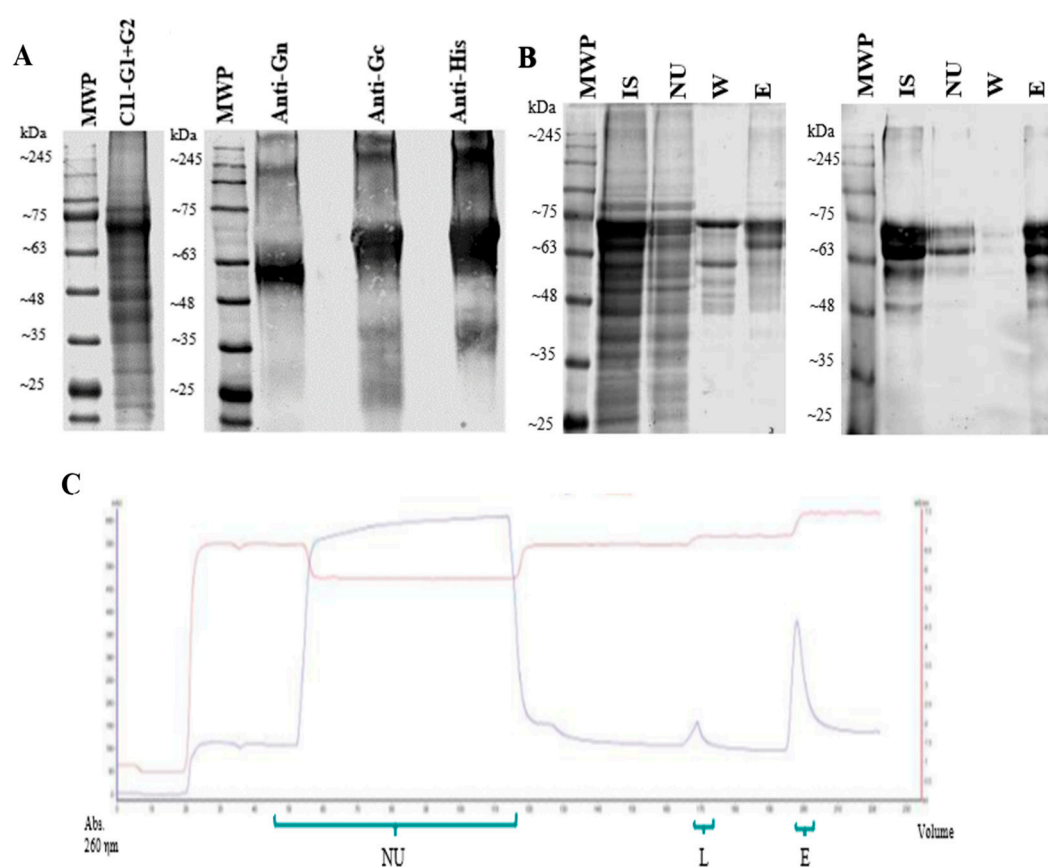 A
MWP
C11-G1+G2
MWP
Anti-Gn
Anti-Gc
Anti-His
kDa
~245
~75
~63
~48
~35
~25
kDa
~245
~75
~63
~48
~35
~25
B
MWP
IS
NU
W
E
kDa
~245
~75
~63
~48
~35
~25
MWP
IS
NU
W
E
kDa
~245
~75
~63
~48
~35
~25
C
Abs.
260 ηm
NU
L
E
Volume